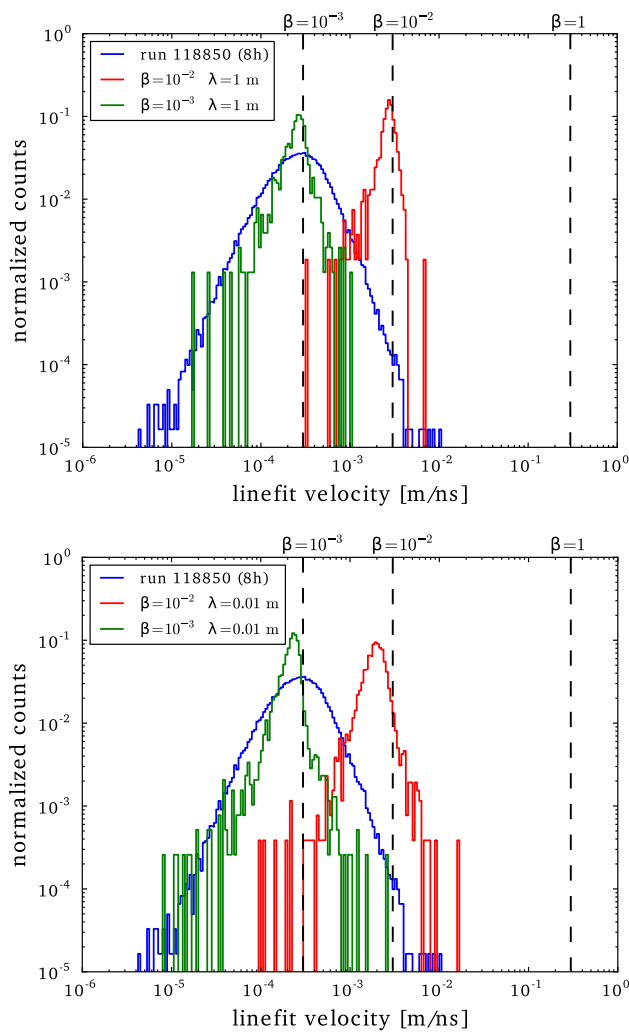 β=10⁻³ β=10⁻² β=1
10⁰
run 118850 (8h)
β=10⁻² λ=1 m
β=10⁻³ λ=1 m
10⁻¹
10⁻²
10⁻³
10⁻⁴
10⁻⁵
normalized counts
10⁻⁶ 10⁻⁵ 10⁻⁴ 10⁻³ 10⁻² 10⁻¹ 10⁰
linefit velocity [m/ns]
β=10⁻³ β=10⁻² β=1
10⁰
run 118850 (8h)
β=10⁻² λ=0.01 m
β=10⁻³ λ=0.01 m
10⁻¹
10⁻²
10⁻³
10⁻⁴
10⁻⁵
normalized counts
10⁻⁶ 10⁻⁵ 10⁻⁴ 10⁻³ 10⁻² 10⁻¹ 10⁰
linefit velocity [m/ns]